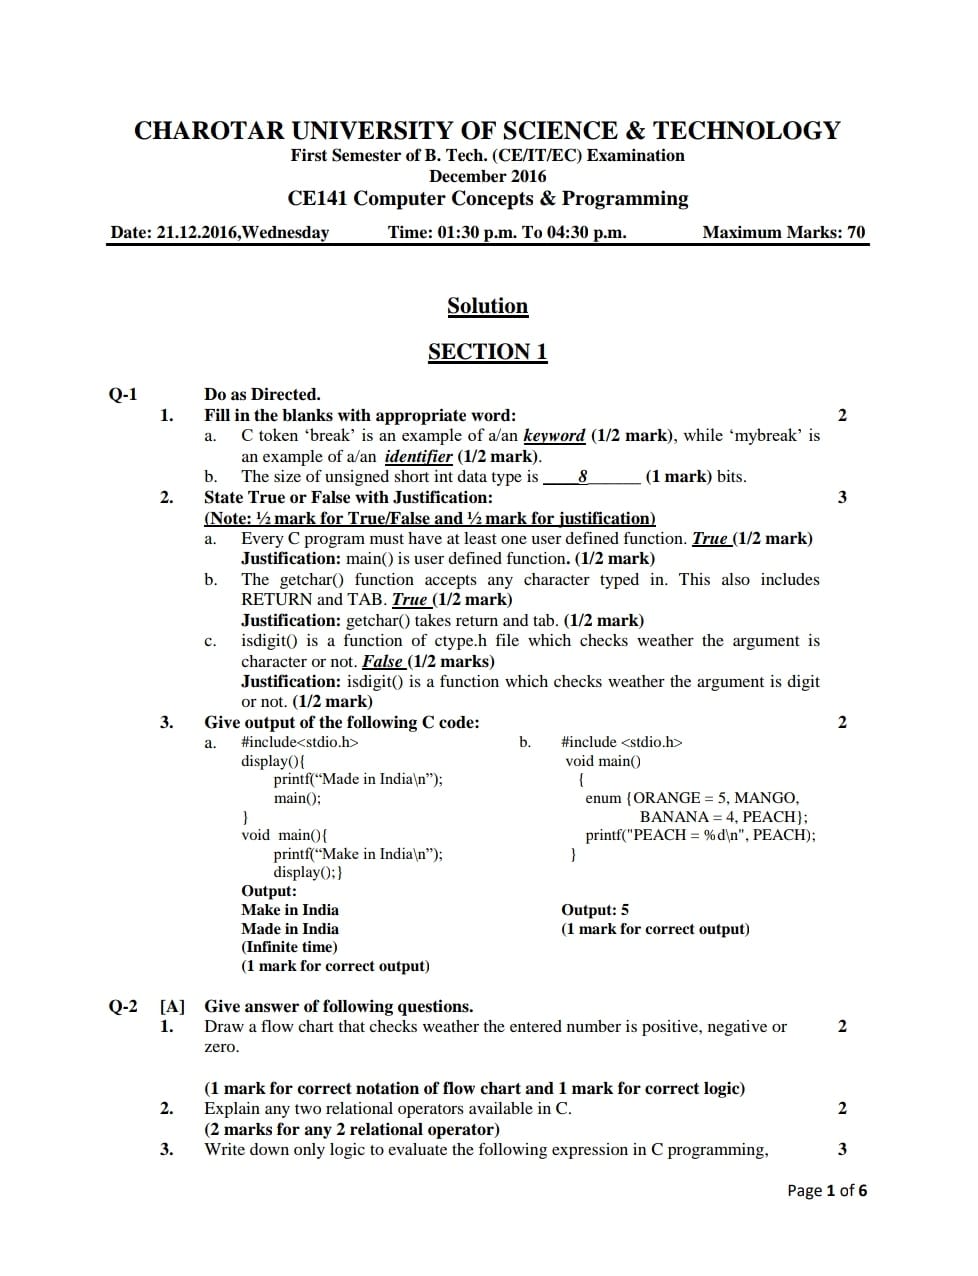 CHAROTAR UNIVERSITY OF SCIENCE & TECHNOLOGY
First Semester of B. Tech. (CE/IT/EC) Examination
December 2016
CE141 Computer Concepts & Programming
Date: 21.12.2016,Wednesday Time: 01:30 p.m. To 04:30 p.m. Maximum Marks: 70
Solution
SECTION 1
Q-1 Do as Directed.
1. Fill in the blanks with appropriate word: 2
a. C token ‘break’ is an example of a/an keyword (1/2 mark), while ‘mybreak’ is
an example of a/an identifier (1/2 mark).
b. The size of unsigned short int data type is ____8______ (1 mark) bits.
2. State True or False with Justification: 3
(Note: ½ mark for True/False and ½ mark for justification)
a. Every C program must have at least one user defined function. True (1/2 mark)
Justification: main() is user defined function. (1/2 mark)
b. The getchar() function accepts any character typed in. This also includes
RETURN and TAB. True (1/2 mark)
Justification: getchar() takes return and tab. (1/2 mark)
c. isdigit() is a function of ctype.h file which checks weather the argument is
character or not. False (1/2 marks)
Justification: isdigit() is a function which checks weather the argument is digit
or not. (1/2 mark)
3. Give output of the following C code: 2
a. #include<stdio.h>
display(){
printf(“Made in India\n”);
main();
}
void main(){
printf(“Make in India\n”);
display();}
Output:
Make in India
Made in India
(Infinite time)
(1 mark for correct output)
b. #include <stdio.h>
void main()
{
enum {ORANGE = 5, MANGO,
BANANA = 4, PEACH};
printf("PEACH = %d\n", PEACH);
}
Output: 5
(1 mark for correct output)
Q-2 [A] Give answer of following questions.
1. Draw a flow chart that checks weather the entered number is positive, negative or 2
zero.
(1 mark for correct notation of flow chart and 1 mark for correct logic)
2. Explain any two relational operators available in C. 2
(2 marks for any 2 relational operator)
3. Write down only logic to evaluate the following expression in C programming, 3
Page 1 of 6